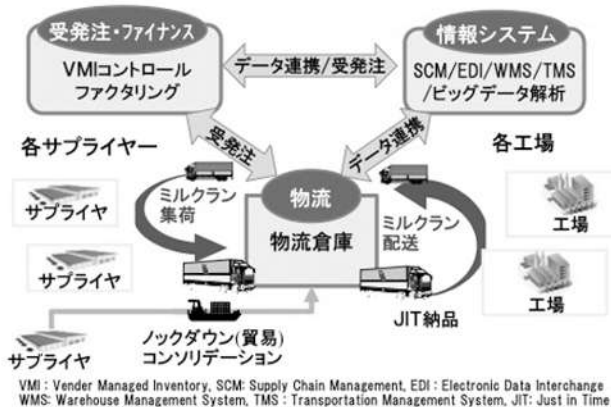 受発注・ファイナンス
VMIコントロール
ファクタリング
データ連携/受発注
情報システム
SCM/EDI/WMS/TMS
/ビッグデータ解析
各サプライヤー
受発注
データ連携
各工場
物流
物流倉庫
サプライヤ
ミルクラン
集荷
ミルクラン
配送
工場
サプライヤ
工場
JIT納品
サプライヤ
ノックダウン(貿易)
コンソリデーション
VMI : Vender Managed Inventory, SCM: Supply Chain Management, EDI : Electronic Data Interchange
WMS: Warehouse Management System, TMS : Transportation Management System, JIT: Just in Time